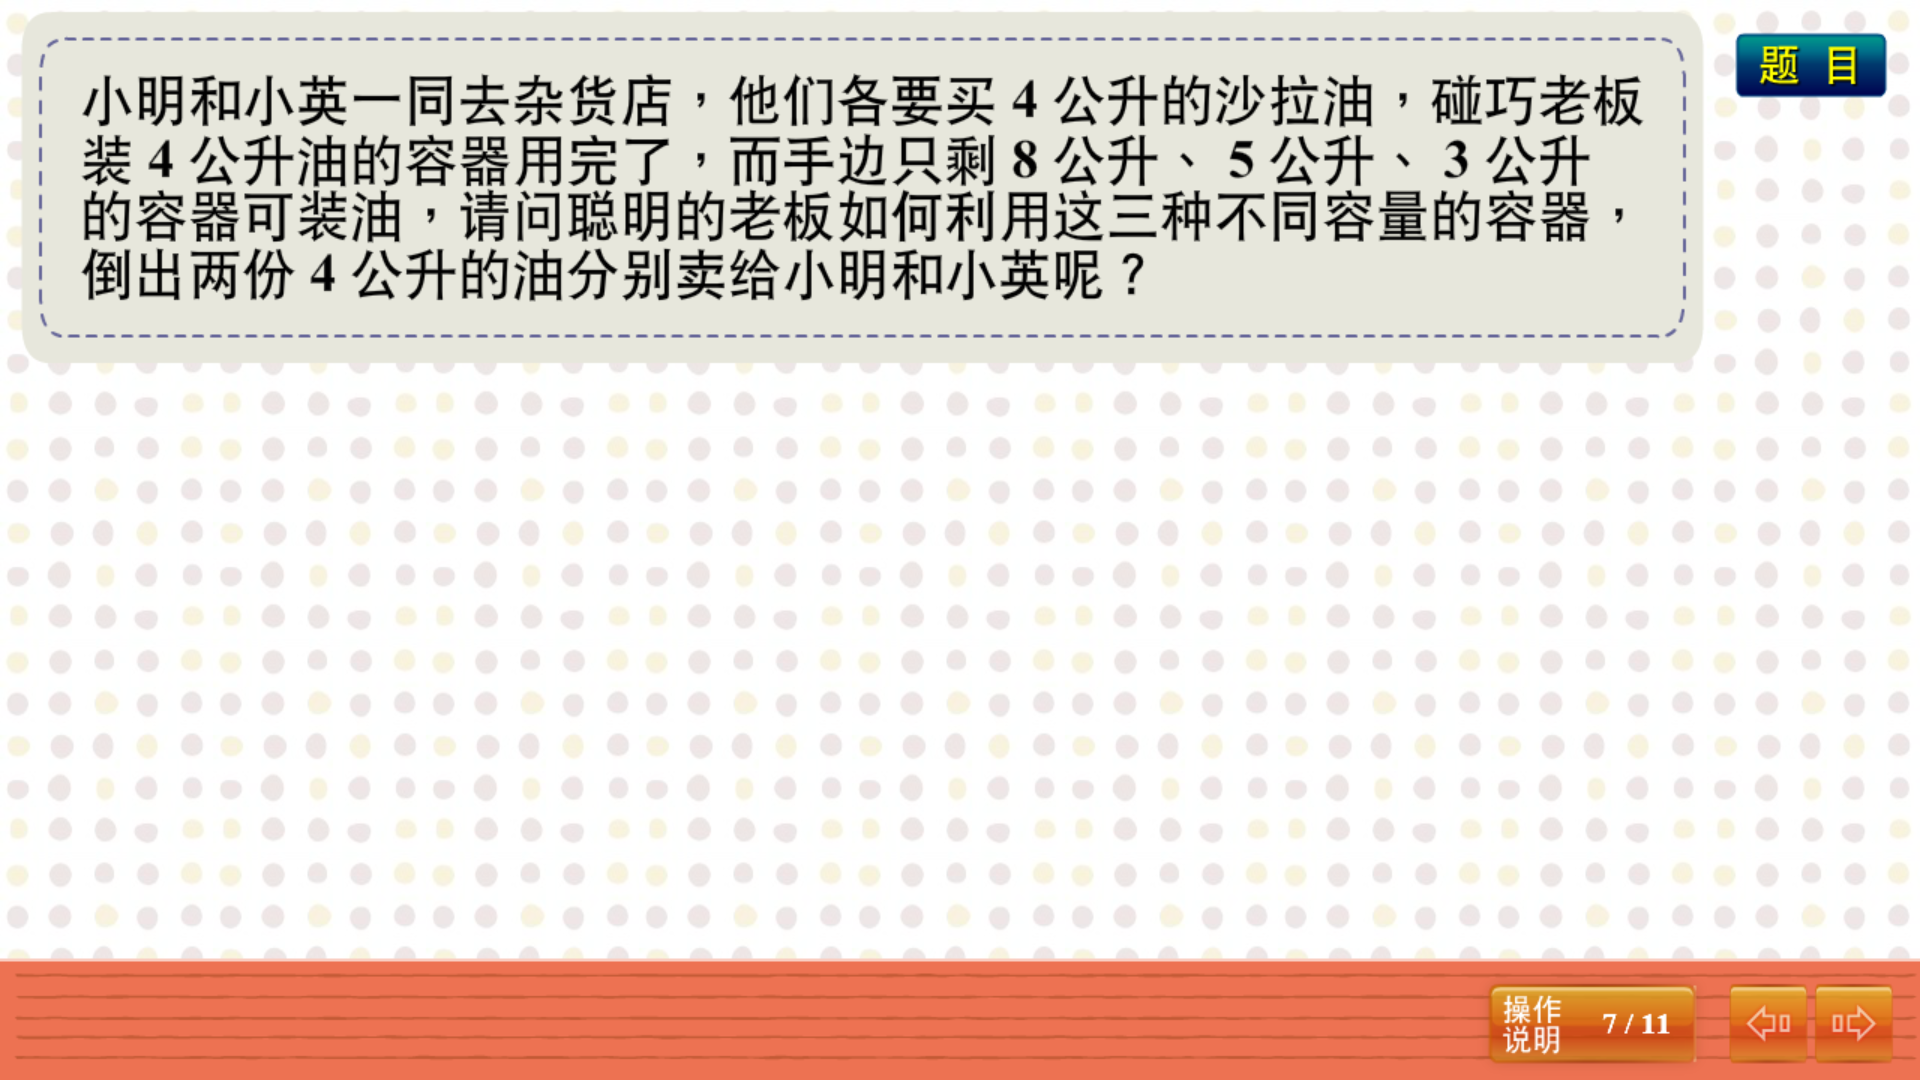 小明和小英一同去杂货店，他们各要买 4 公升的沙拉油，碰巧老板
装 4 公升油的容器用完了，而手边只剩 8 公升、 5 公升、 3 公升
的容器可装油，请问聪明的老板如何利用这三种不同容量的容器，
倒出两份 4 公升的油分别卖给小明和小英呢？
题 目
操作
说明
7 / 11